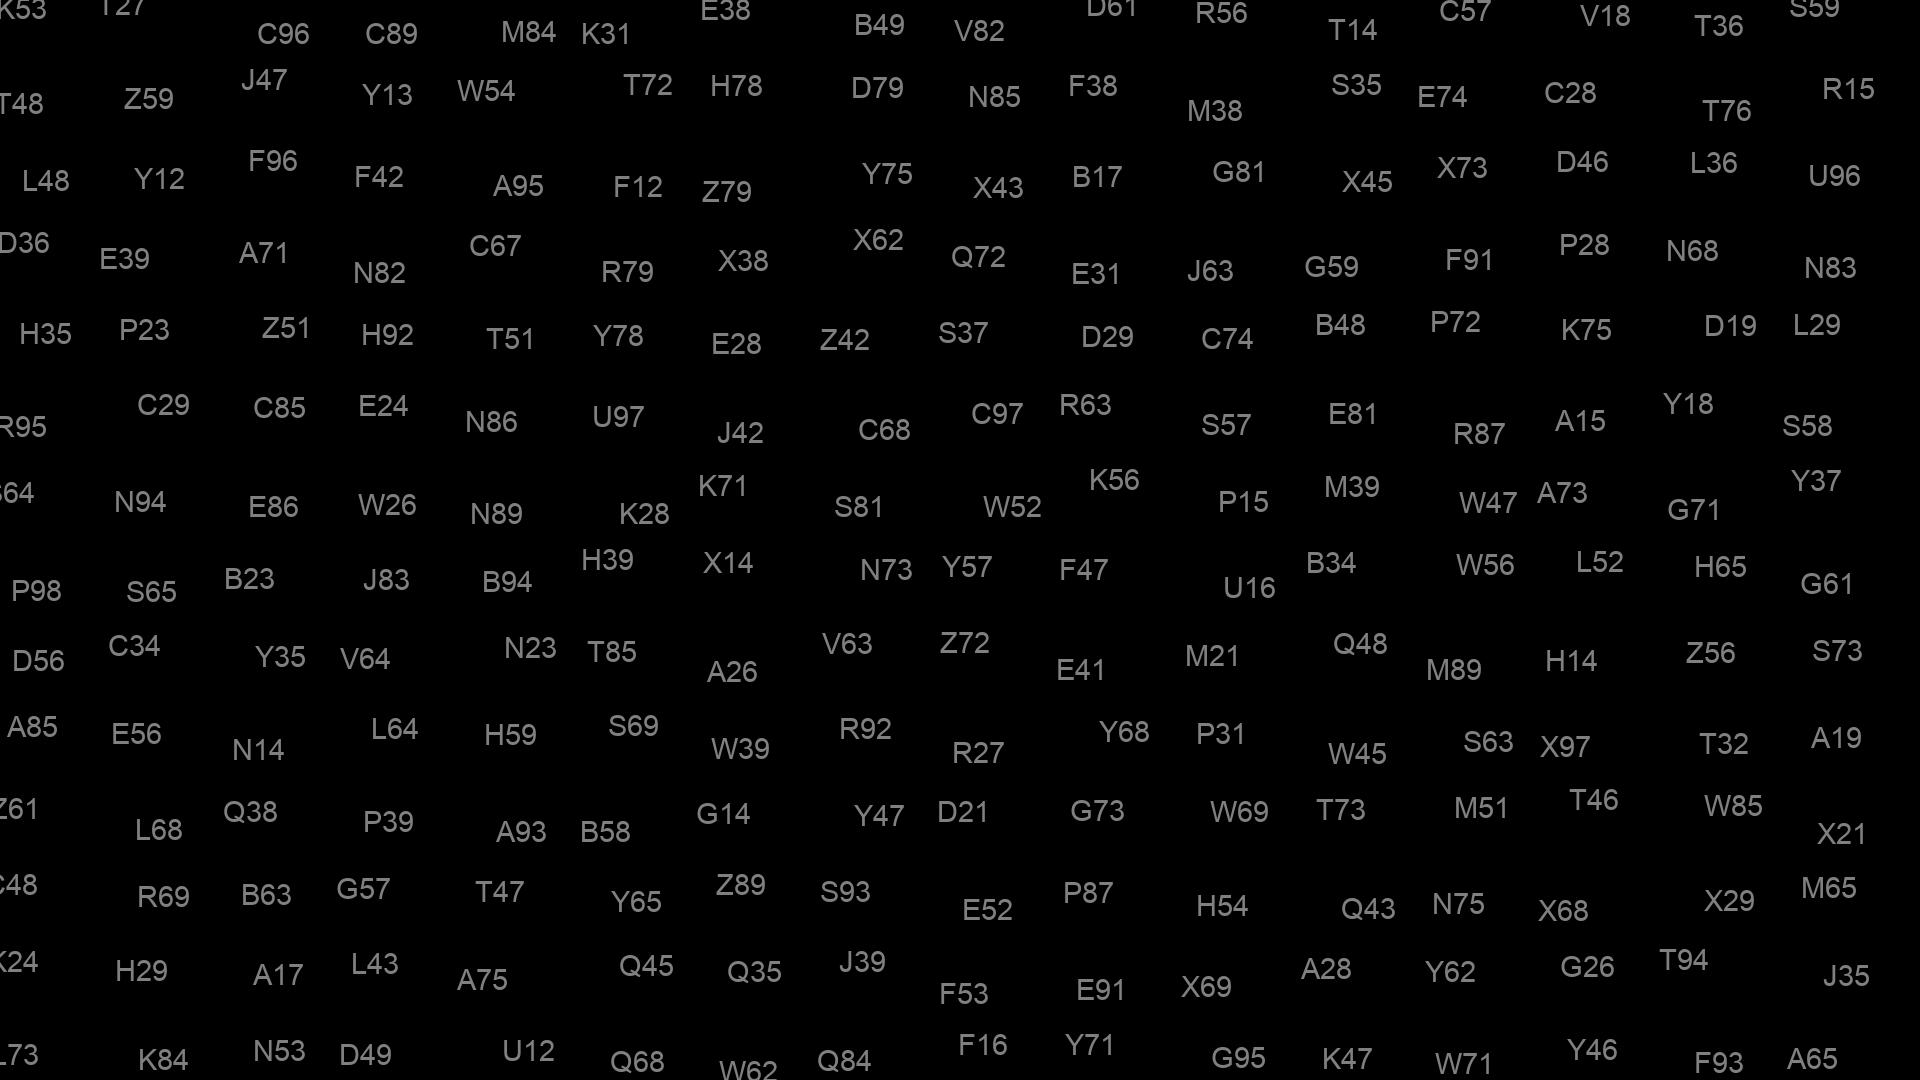 K53 T27 C96 C89 M84 K31 E38 B49 V82 D61 R56 T14 C57 V18 T36 S59
T48 Z59 J47 Y13 W54 T72 H78 D79 N85 F38 M38 S35 E74 C28 T76 R15
L48 Y12 F96 F42 A95 F12 Z79 Y75 X43 B17 G81 X45 X73 D46 L36 U96
D36 E39 A71 N82 C67 R79 X38 X62 Q72 E31 J63 G59 F91 P28 N68 N83
H35 P23 Z51 H92 T51 Y78 E28 Z42 S37 D29 C74 B48 P72 K75 D19 L29
R95 C29 C85 E24 N86 U97 J42 C68 C97 R63 S57 E81 R87 A15 Y18 S58
S64 N94 E86 W26 N89 K28 K71 S81 W52 K56 P15 M39 W47 A73 G71 Y37
P98 S65 B23 J83 B94 H39 X14 N73 Y57 F47 U16 B34 W56 L52 H65 G61
D56 C34 Y35 V64 N23 T85 A26 V63 Z72 E41 M21 Q48 M89 H14 Z56 S73
A85 E56 N14 L64 H59 S69 W39 R92 R27 Y68 P31 W45 S63 X97 T32 A19
Z61 L68 Q38 P39 A93 B58 G14 Y47 D21 G73 W69 T73 M51 T46 W85 X21
C48 R69 B63 G57 T47 Y65 Z89 S93 E52 P87 H54 Q43 N75 X68 X29 M65
K24 H29 A17 L43 A75 Q45 Q35 J39 F53 E91 X69 A28 Y62 G26 T94 J35
L73 K84 N53 D49 U12 Q68 W62 Q84 F16 Y71 G95 K47 W71 Y46 F93 A65